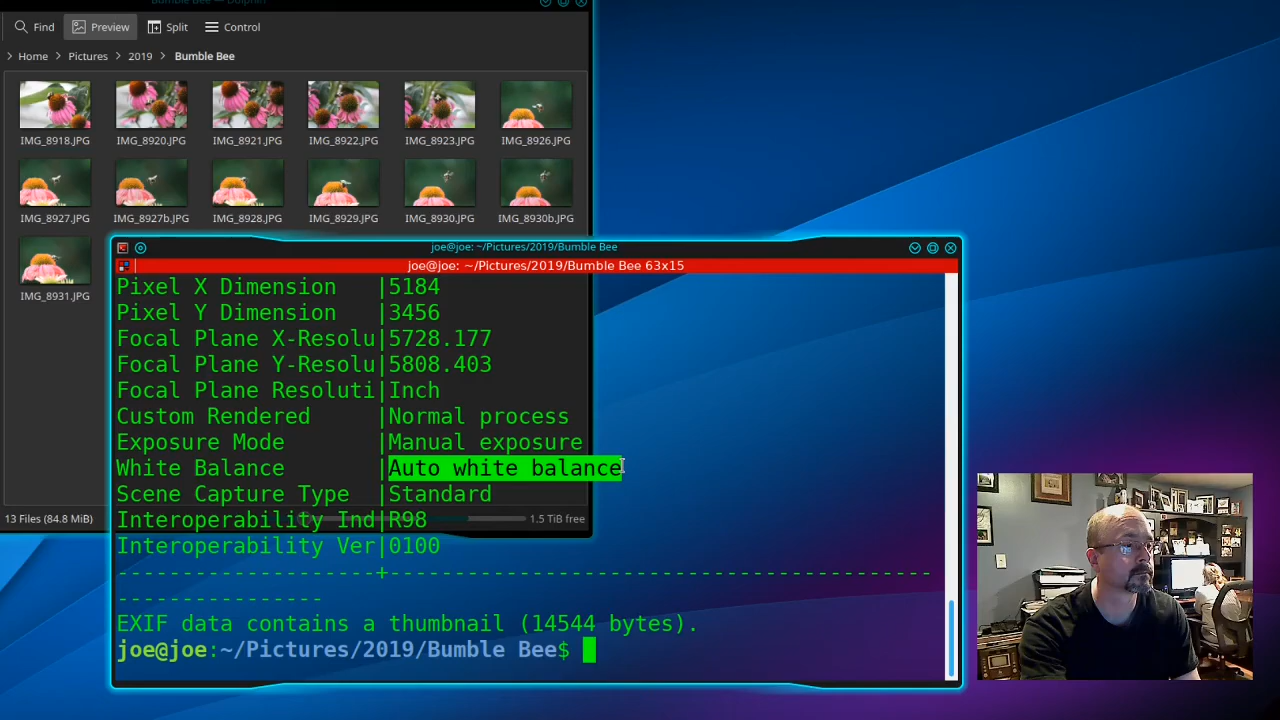 Bumble Bee — Dolphin
Find
Preview
Split
Control
Home
Pictures
2019
Bumble Bee
IMG_8918.JPG
IMG_8920.JPG
IMG_8921.JPG
IMG_8922.JPG
IMG_8923.JPG
IMG_8926.JPG
IMG_8927.JPG
IMG_8927b.JPG
IMG_8928.JPG
IMG_8929.JPG
IMG_8930.JPG
IMG_8930b.JPG
IMG_8931.JPG
13 Files (84.8 MiB)
1.5 TiB free
joe@joe: ~/Pictures/2019/Bumble Bee
joe@joe: ~/Pictures/2019/Bumble Bee 63x15
Pixel X Dimension |5184
Pixel Y Dimension |3456
Focal Plane X-Resolu|5728.177
Focal Plane Y-Resolu|5808.403
Focal Plane Resoluti|Inch
Custom Rendered |Normal process
Exposure Mode |Manual exposure
White Balance |Auto white balance
Scene Capture Type |Standard
Interoperability Ind|R98
Interoperability Ver|0100
--------------------+------------------------------------------
----------------
EXIF data contains a thumbnail (14544 bytes).
joe@joe:~/Pictures/2019/Bumble Bee$